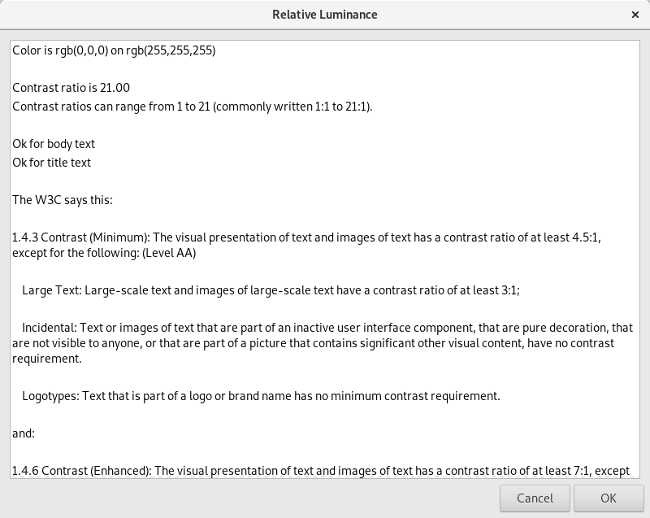 Relative Luminance
×
Color is rgb(0,0,0) on rgb(255,255,255)
Contrast ratio is 21.00
Contrast ratios can range from 1 to 21 (commonly written 1:1 to 21:1).
Ok for body text
Ok for title text
The W3C says this:
1.4.3 Contrast (Minimum): The visual presentation of text and images of text has a contrast ratio of at least 4.5:1,
except for the following: (Level AA)
Large Text: Large-scale text and images of large-scale text have a contrast ratio of at least 3:1;
Incidental: Text or images of text that are part of an inactive user interface component, that are pure decoration, that
are not visible to anyone, or that are part of a picture that contains significant other visual content, have no contrast
requirement.
Logotypes: Text that is part of a logo or brand name has no minimum contrast requirement.
and:
1.4.6 Contrast (Enhanced): The visual presentation of text and images of text has a contrast ratio of at least 7:1, except
Cancel
OK